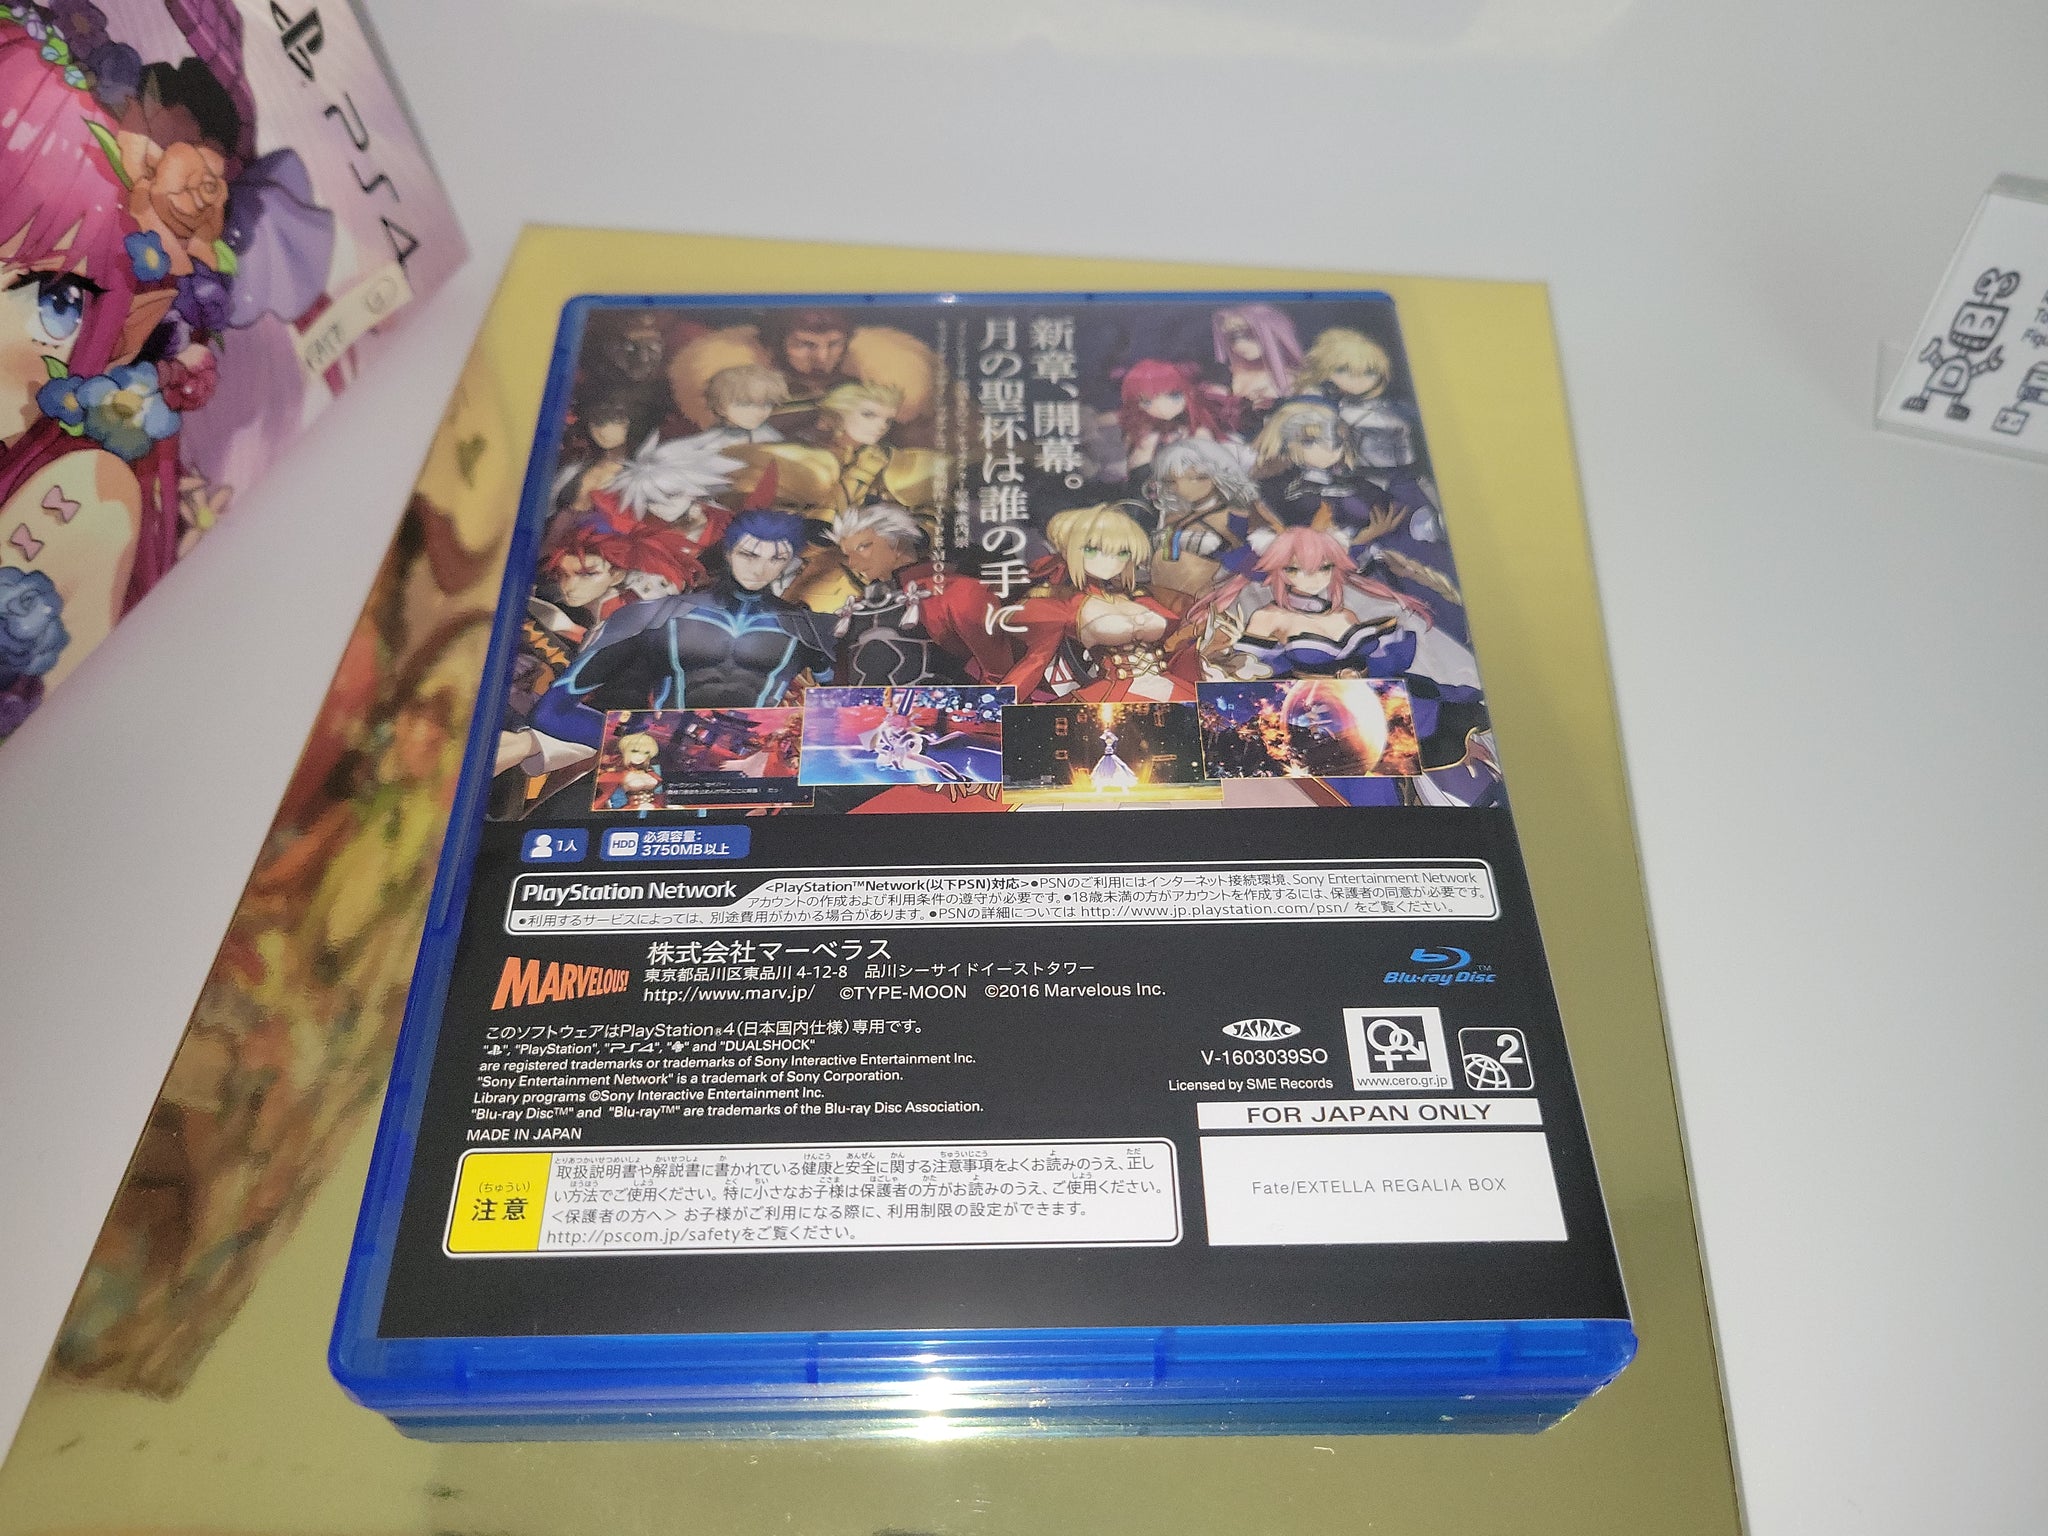 PS4
新章、開幕。
月の聖杯は誰の手に
TYPE-MOON
1人
HDD
必須容量：
3750MB以上
PlayStation Network
<PlayStation™Network(以下PSN)対応>●PSNのご利用にはインターネット接続環境、Sony Entertainment Network
アカウントの作成および利用条件の遵守が必要です。●18歳未満の方がアカウントを作成するには、保護者の同意が必要です。
●利用するサービスによっては、別途費用がかかる場合があります。●PSNの詳細については http://www.jp.playstation.com/psn/ をご覧ください。
MARVELOUS!
株式会社マーベラス
東京都品川区東品川 4-12-8　品川シーサイドイーストタワー
http://www.marv.jp/　©TYPE-MOON　©2016 Marvelous Inc.
Blu-ray Disc™
このソフトウェアはPlayStation®4(日本国内仕様)専用です。
"PlayStation", "PS4", and "DUALSHOCK"
are registered trademarks or trademarks of Sony Interactive Entertainment Inc.
"Sony Entertainment Network" is a trademark of Sony Corporation.
Library programs ©Sony Interactive Entertainment Inc.
"Blu-ray Disc™" and "Blu-ray™" are trademarks of the Blu-ray Disc Association.
MADE IN JAPAN
JASRAC
V-1603039SO
Licensed by SME Records
www.cero.gr.jp
2
FOR JAPAN ONLY
Fate/EXTELLA REGALIA BOX
(ちゅうい)
注意
取扱説明書や解説書に書かれている健康と安全に関する注意事項をよくお読みのうえ、正し
い方法でご使用ください。特に小さなお子様は保護者の方がお読みのうえ、ご使用ください。
<保護者の方へ> お子様がご利用になる際に、利用制限の設定ができます。
http://pscom.jp/safetyをご覧ください。